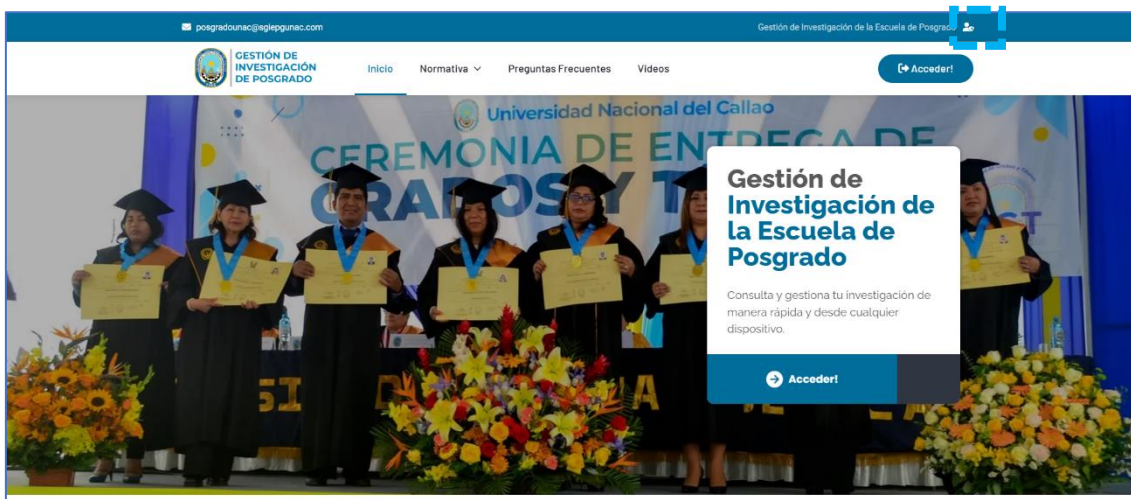 posgradounac@sgiepgunac.com
Gestión de Investigación de la Escuela de Posgrado
GESTIÓN DE
INVESTIGACIÓN
DE POSGRADO
Inicio
Normativa
Preguntas Frecuentes
Videos
Acceder!
Universidad Nacional del Callao
CEREMONIA DE ENTREGA DE
GRADOS Y T
Gestión de
Investigación de
la Escuela de
Posgrado
Consulta y gestiona tu investigación de
manera rápida y desde cualquier
dispositivo.
Acceder!